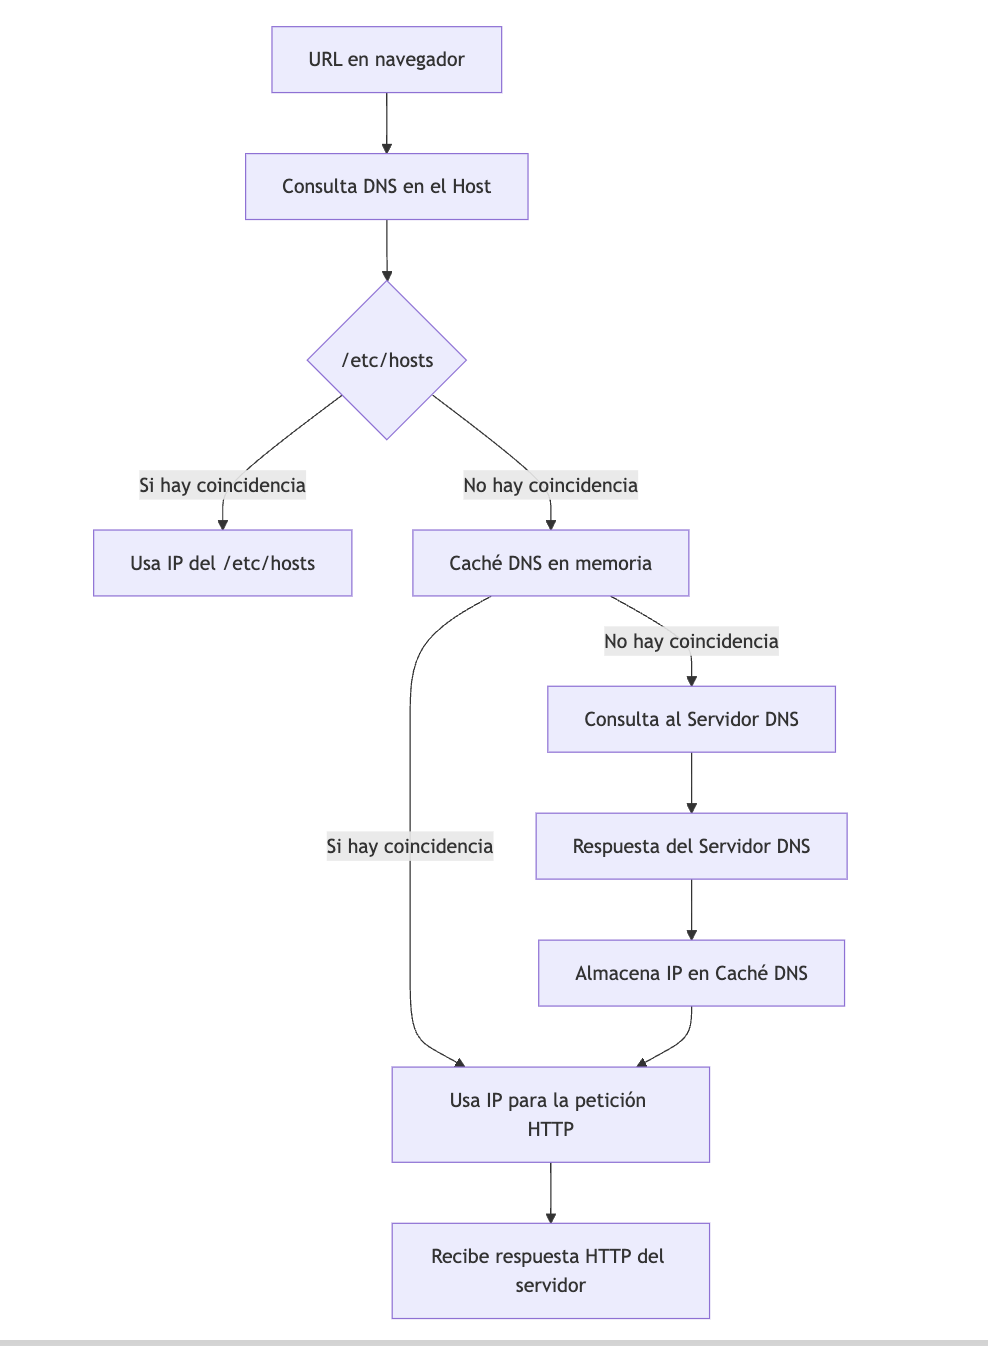 URL en navegador
Consulta DNS en el Host
/etc/hosts
Si hay coincidencia
No hay coincidencia
Usa IP del /etc/hosts
Caché DNS en memoria
No hay coincidencia
Consulta al Servidor DNS
Si hay coincidencia
Respuesta del Servidor DNS
Almacena IP en Caché DNS
Usa IP para la petición
HTTP
Recibe respuesta HTTP del
servidor